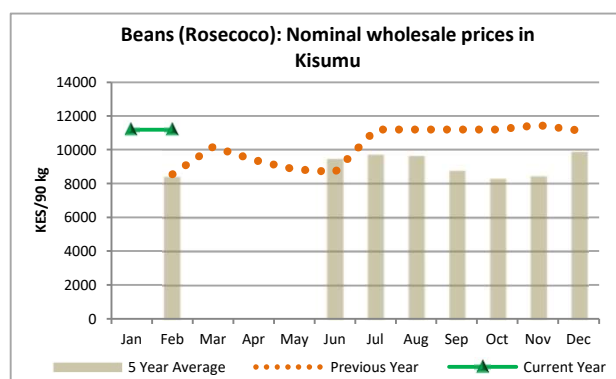 Beans (Rosecoco): Nominal wholesale prices in
Kisumu
14000
12000
10000
8000
6000
4000
2000
0
KES/90 kg
Jan Feb Mar Apr May Jun Jul Aug Sep Oct Nov Dec
5 Year Average Previous Year Current Year